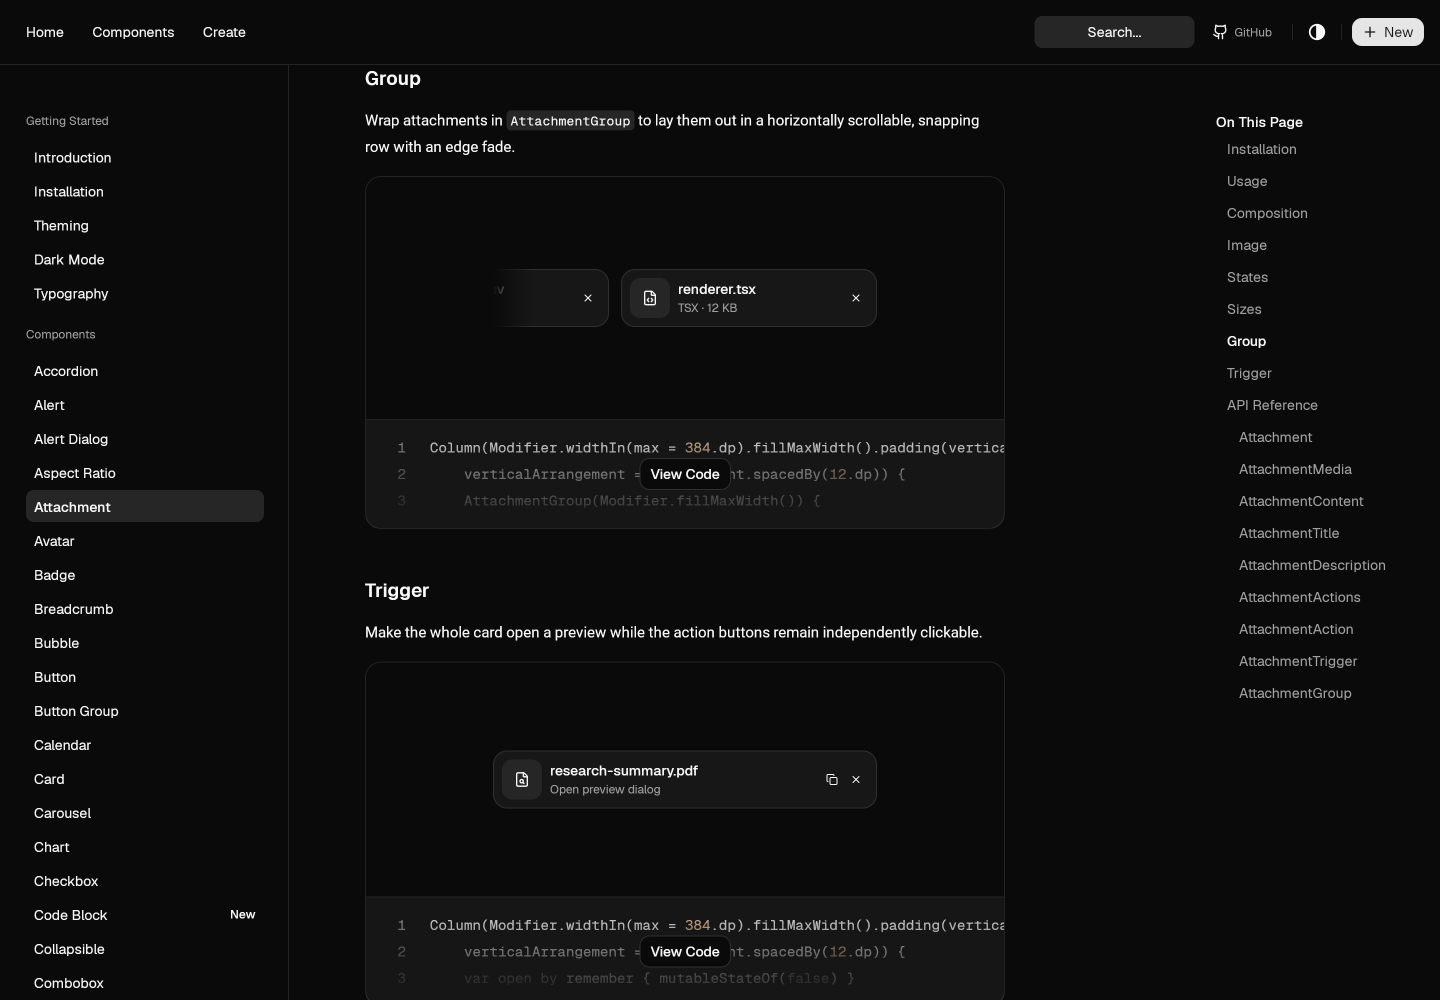 Home Components Create Search... GitHub New
Getting Started
Introduction
Installation
Theming
Dark Mode
Typography
Components
Accordion
Alert
Alert Dialog
Aspect Ratio
Attachment
Avatar
Badge
Breadcrumb
Bubble
Button
Button Group
Calendar
Card
Carousel
Chart
Checkbox
Code Block New
Collapsible
Combobox
Group
Wrap attachments in AttachmentGroup to lay them out in a horizontally scrollable, snapping
row with an edge fade.
renderer.tsx
TSX · 12 KB
1 Column(Modifier.widthIn(max = 384.dp).fillMaxWidth().padding(vertica
2 verticalArrangement = View Code nt.spacedBy(12.dp)) {
3 AttachmentGroup(Modifier.fillMaxWidth()) {
Trigger
Make the whole card open a preview while the action buttons remain independently clickable.
research-summary.pdf
Open preview dialog
1 Column(Modifier.widthIn(max = 384.dp).fillMaxWidth().padding(vertica
2 verticalArrangement = View Code nt.spacedBy(12.dp)) {
3 var open by remember { mutableStateOf(false) }
On This Page
Installation
Usage
Composition
Image
States
Sizes
Group
Trigger
API Reference
Attachment
AttachmentMedia
AttachmentContent
AttachmentTitle
AttachmentDescription
AttachmentActions
AttachmentAction
AttachmentTrigger
AttachmentGroup